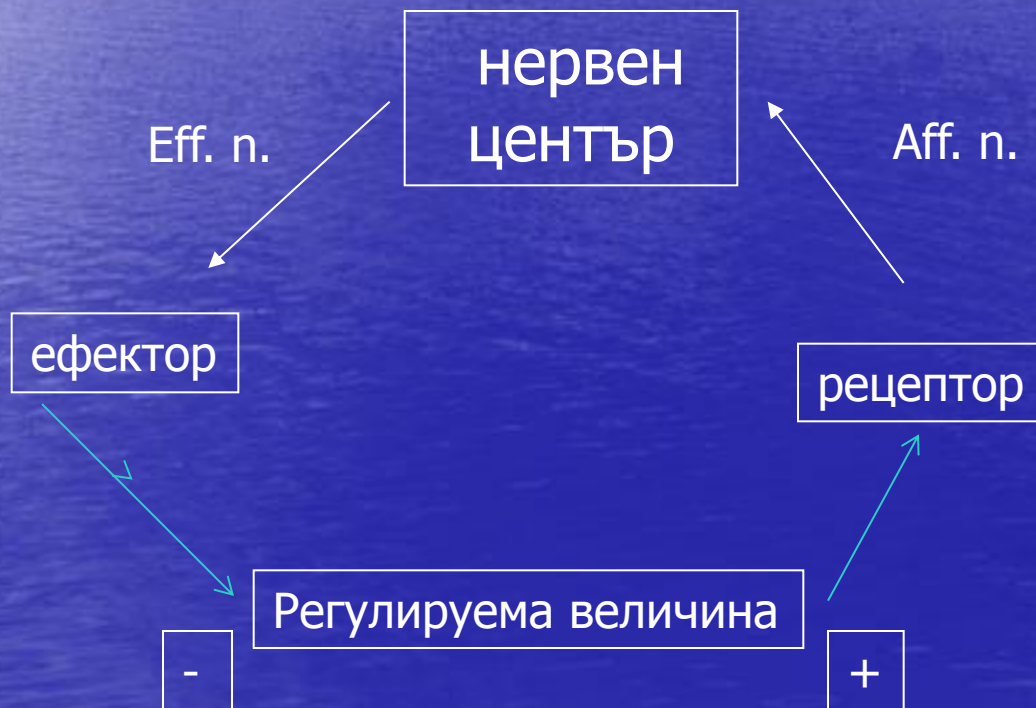 нервен
център
Eff. n.
Aff. n.
ефектор
рецептор
Регулируема величина
-
+